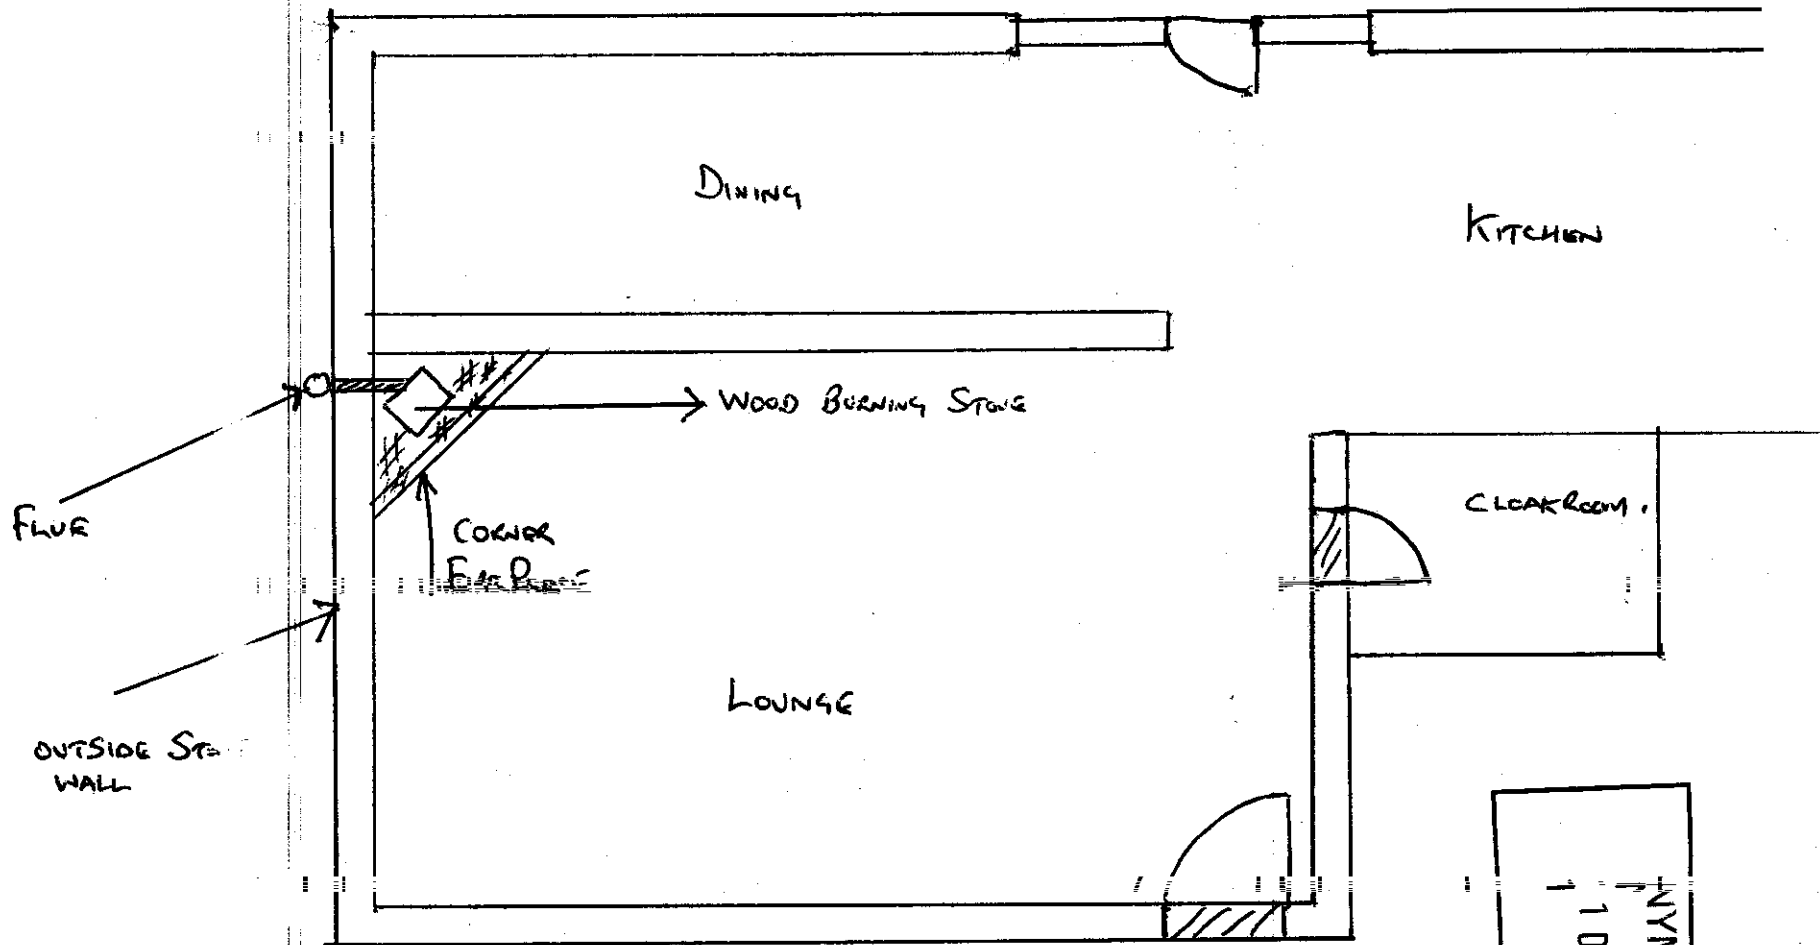 DINING
KITCHEN
WOOD BURNING STOVE
FLUE
CORNER
CLOAKROOM.
LOUNGE
OUTSIDE
WALL